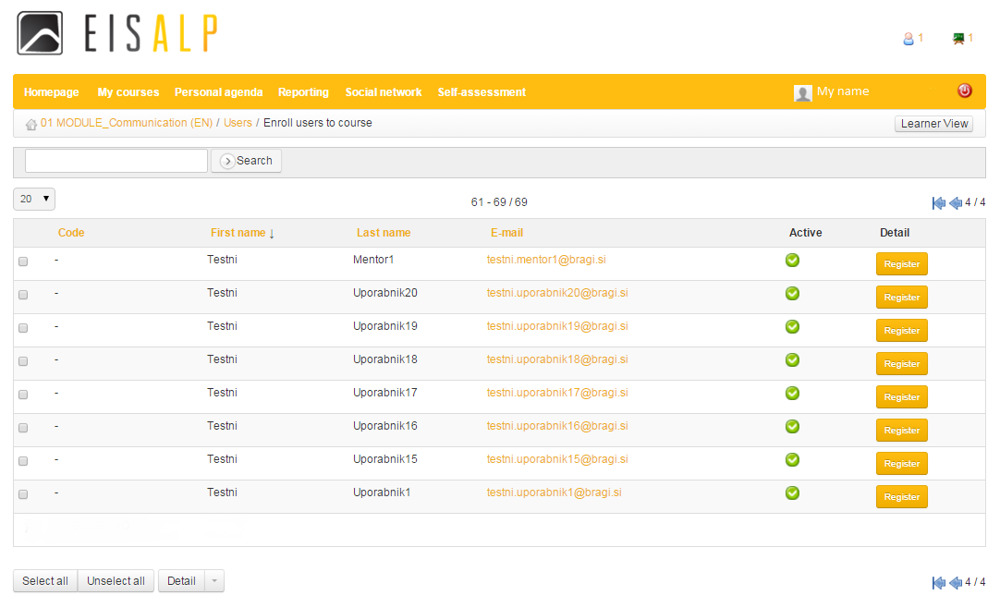 EISALP
1 1
Homepage My courses Personal agenda Reporting Social network Self-assessment My name
01 MODULE_Communication (EN) / Users / Enroll users to course Learner View
Search
20 61 - 69 / 69 4 / 4
Code First name ↓ Last name E-mail Active Detail
- Testni Mentor1 testni.mentor1@bragi.si Register
- Testni Uporabnik20 testni.uporabnik20@bragi.si Register
- Testni Uporabnik19 testni.uporabnik19@bragi.si Register
- Testni Uporabnik18 testni.uporabnik18@bragi.si Register
- Testni Uporabnik17 testni.uporabnik17@bragi.si Register
- Testni Uporabnik16 testni.uporabnik16@bragi.si Register
- Testni Uporabnik15 testni.uporabnik15@bragi.si Register
- Testni Uporabnik1 testni.uporabnik1@bragi.si Register
Select all Unselect all Detail 4 / 4